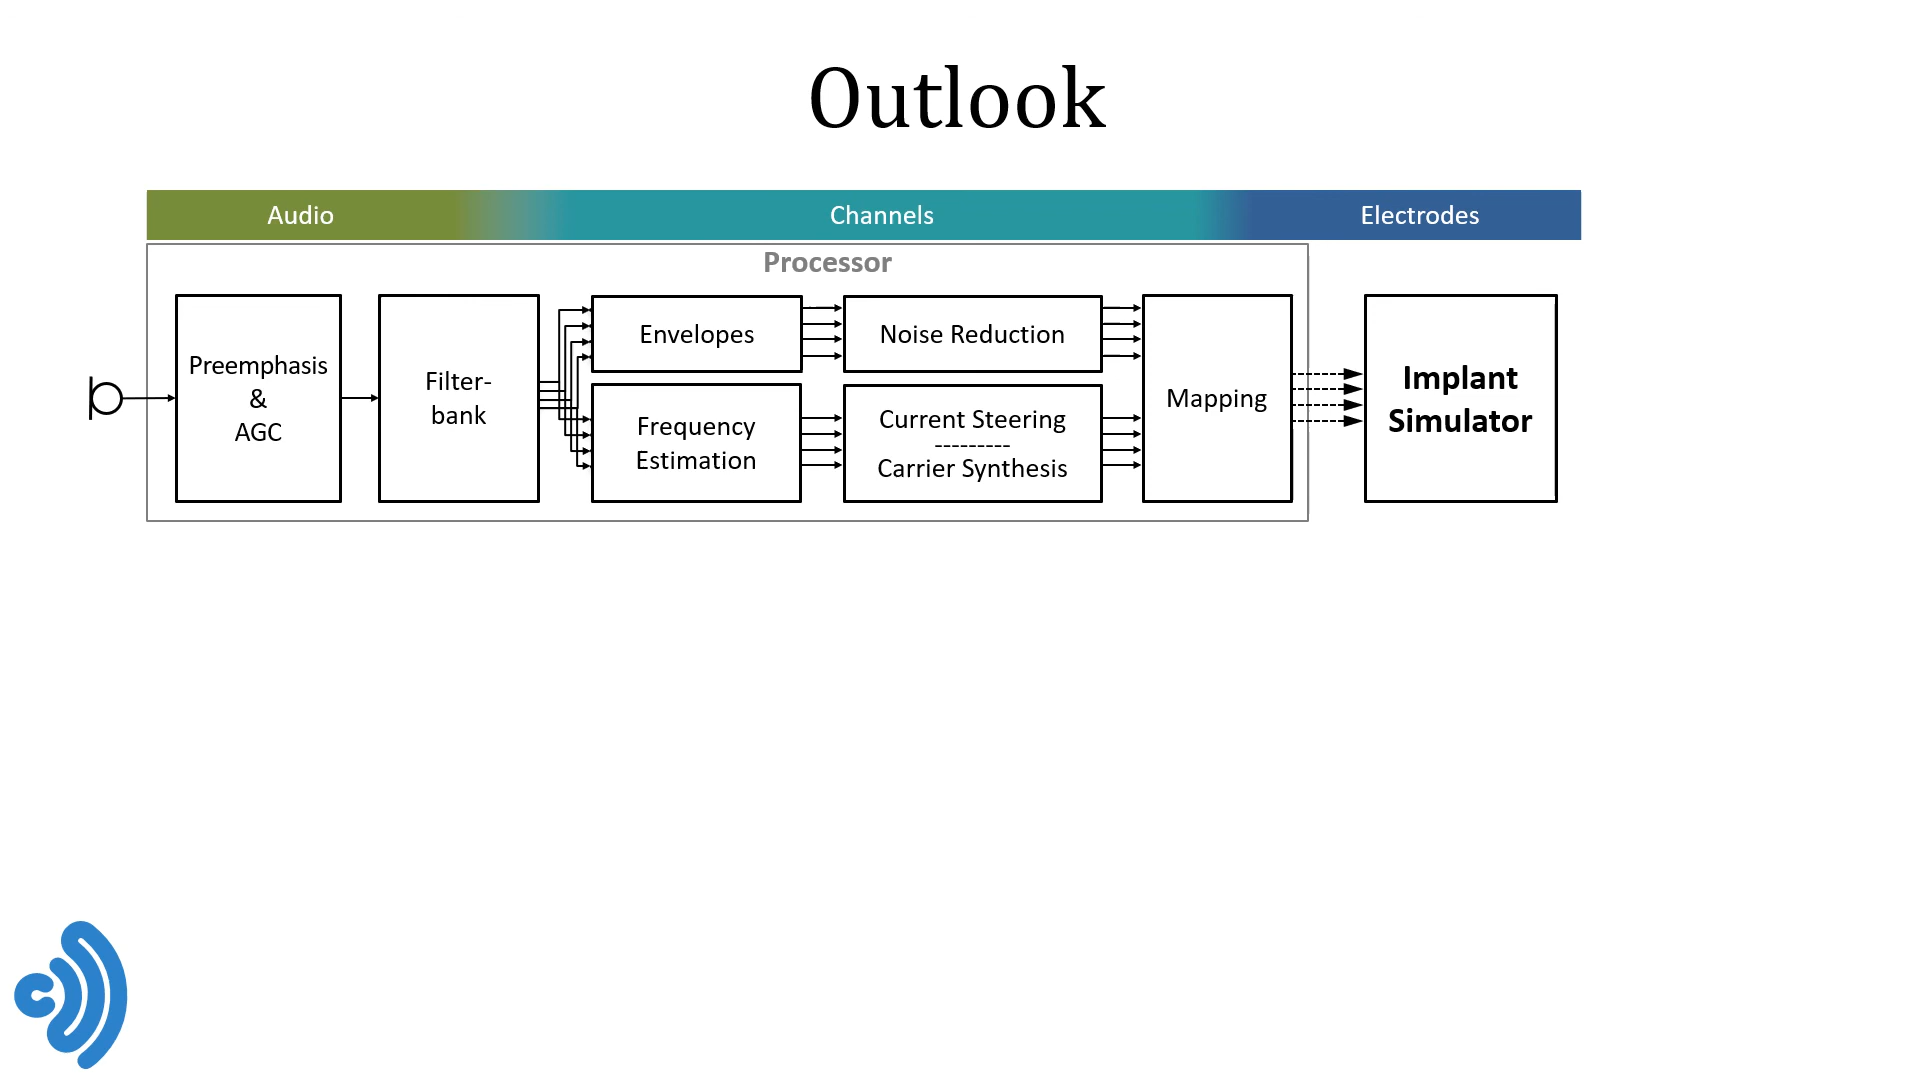 Outlook
Audio
Channels
Electrodes
Processor
Preemphasis
&
AGC
Filter-
bank
Envelopes
Noise Reduction
Frequency
Estimation
Current Steering
---------
Carrier Synthesis
Mapping
Implant
Simulator